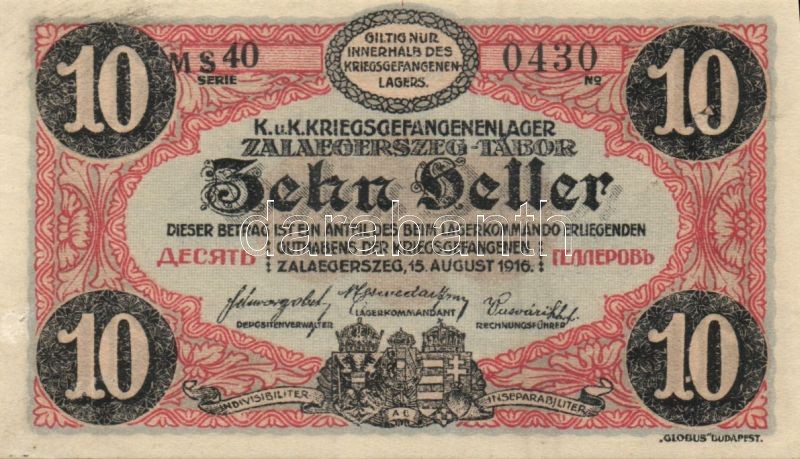 10 MS 40 SERIE
GILTIG NUR
INNERHALB DES
KRIEGSGEFANGENEN-
LAGERS.
0430 No 10
K.u.K. KRIEGSGEFANGENENLAGER
ZALAEGERSZEG-TÁBOR
Zehn Heller
DIESER BETRAG IST EIN ANTEIL DES BEIM LAGERKOMMANDO ERLIEGENDEN
GUTHABENS DER KRIEGSGEFANGENEN.
ДЕСЯТЬ ГЕЛЛЕРОВЪ
ZALAEGERSZEG, 15. AUGUST 1916.
DEPOSITENVERWALTER LAGERKOMMANDANT RECHNUNGSFÜHRER
10 10
INDIVISIBILITER INSEPARABILITER
„GLOBUS" BUDAPEST.
darabanth